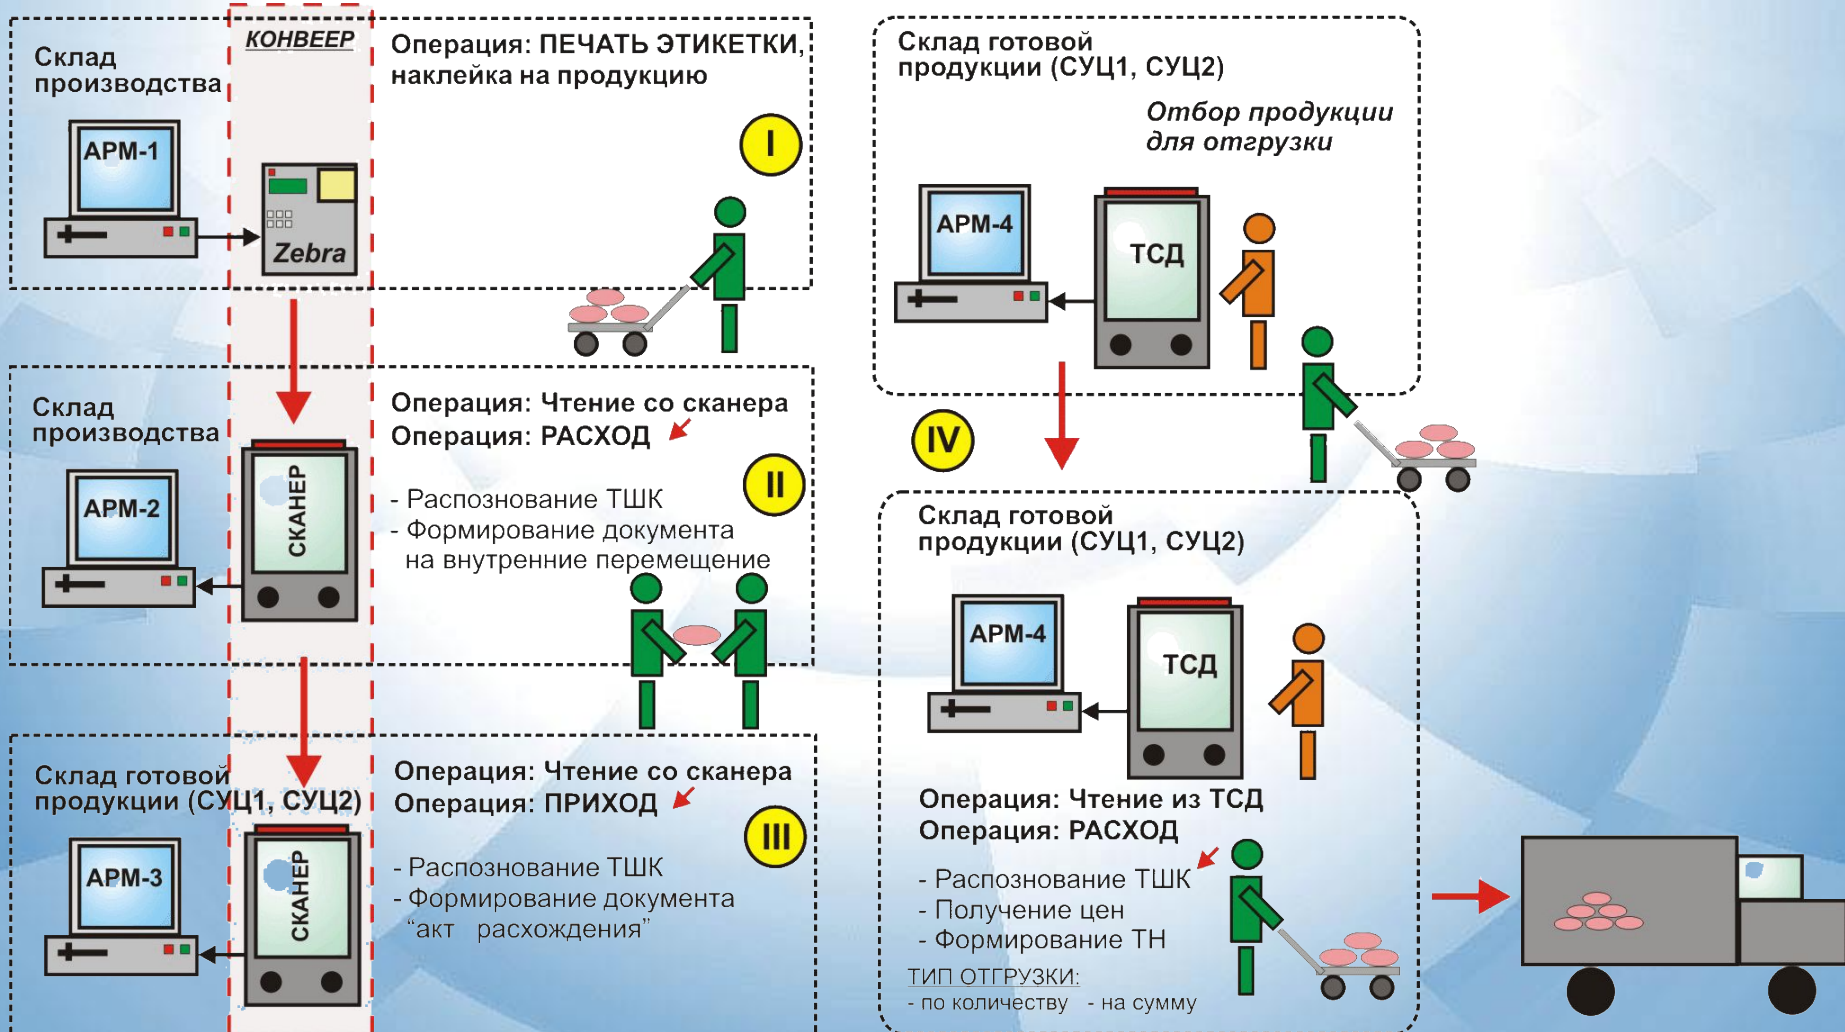 КОНВЕЕР
Склад
производства
Операция: ПЕЧАТЬ ЭТИКЕТКИ,
наклейка на продукцию
I
АРМ-1
Zebra
Склад
производства
Операция: Чтение со сканера
Операция: РАСХОД
II
АРМ-2
СКАНЕР
- Распознование ТШК
- Формирование документа
на внутренние перемещение
Склад готовой
продукции (СУЦ1, СУЦ2)
Операция: Чтение со сканера
Операция: ПРИХОД
III
АРМ-3
СКАНЕР
- Распознование ТШК
- Формирование документа
“акт расхождения”
Склад готовой
продукции (СУЦ1, СУЦ2)
Отбор продукции
для отгрузки
АРМ-4
ТСД
IV
Склад готовой
продукции (СУЦ1, СУЦ2)
АРМ-4
ТСД
Операция: Чтение из ТСД
Операция: РАСХОД
- Распознование ТШК
- Получение цен
- Формирование ТН
ТИП ОТГРУЗКИ:
- по количеству - на сумму